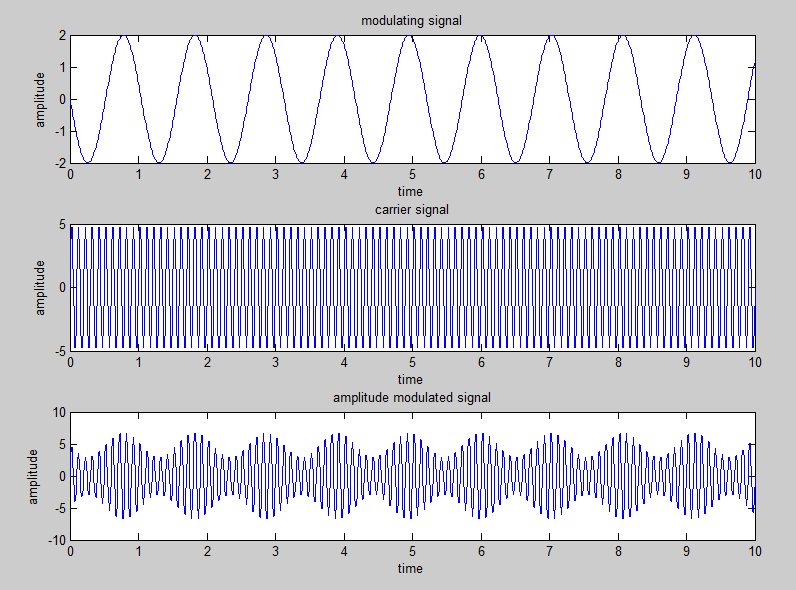 modulating signal
2
1
0
-1
-2
amplitude
0 1 2 3 4 5 6 7 8 9 10
time
carrier signal
5
0
-5
amplitude
0 1 2 3 4 5 6 7 8 9 10
time
amplitude modulated signal
10
5
0
-5
-10
amplitude
0 1 2 3 4 5 6 7 8 9 10
time